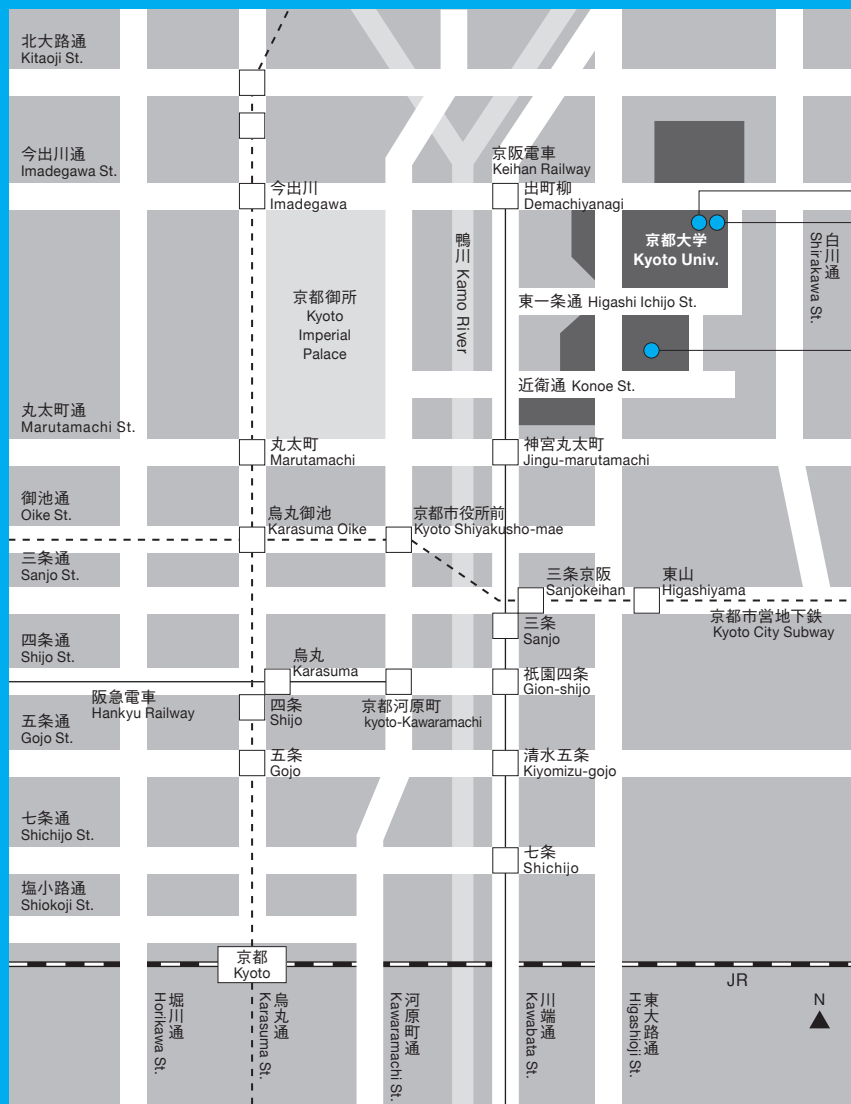 北大路通
Kitaoji St.
今出川通
Imadegawa St.
京阪電車
Keihan Railway
今出川
Imadegawa
出町柳
Demachiyanagi
京都大学
Kyoto Univ.
白川通
Shirakawa St.
鴨川 Kamo River
京都御所
Kyoto
Imperial
Palace
東一条通 Higashi Ichijo St.
近衛通 Konoe St.
丸太町通
Marutamachi St.
丸太町
Marutamachi
神宮丸太町
Jingu-marutamachi
御池通
Oike St.
烏丸御池
Karasuma Oike
京都市役所前
Kyoto Shiyakusho-mae
三条通
Sanjo St.
三条京阪
Sanjokeihan
東山
Higashiyama
京都市営地下鉄
Kyoto City Subway
三条
Sanjo
四条通
Shijo St.
烏丸
Karasuma
祇園四条
Gion-shijo
阪急電車
Hankyu Railway
四条
Shijo
京都河原町
kyoto-Kawaramachi
五条通
Gojo St.
五条
Gojo
清水五条
Kiyomizu-gojo
七条通
Shichijo St.
七条
Shichijo
塩小路通
Shiokoji St.
京都
Kyoto
JR
N
堀川通
Horikawa St.
烏丸通
Karasuma St.
河原町通
Kawaramachi St.
川端通
Kawabata St.
東大路通
Higashioji St.